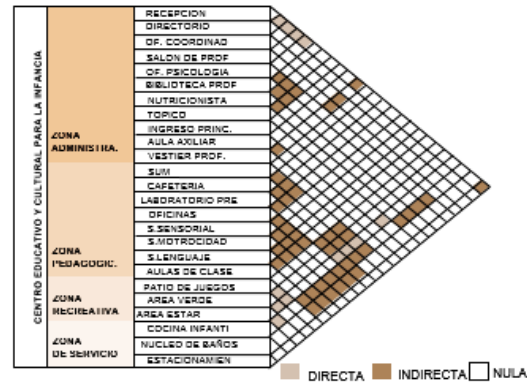 CENTRO EDUCATIVO Y CULTURAL PARA LA INFANCIA
ZONA
ADMINISTRA.
RECEPCION
DIRECTORIO
OF. COORDINAD
SALON DE PROF
OF. PSICOLOGIA
BIBLIOTECA PROF
NUTRICIONISTA
TOPICO
INGRESO PRINC.
AULA AXILIAR
VESTIER PROF.
ZONA
PEDAGOGIC.
SUM
CAFETERIA
LABORATORIO PRE
OFICINAS
S.SENSORIAL
S.MOTROCIDAD
S.LENGUAJE
AULAS DE CLASE
ZONA
RECREATIVA
PATIO DE JUEGOS
AREA VERDE
AREA ESTAR
ZONA
DE SERVICIO
COCINA INFANTI
NUCLEO DE BAÑOS
ESTACIONAMIEN
DIRECTA
INDIRECTA
NULA